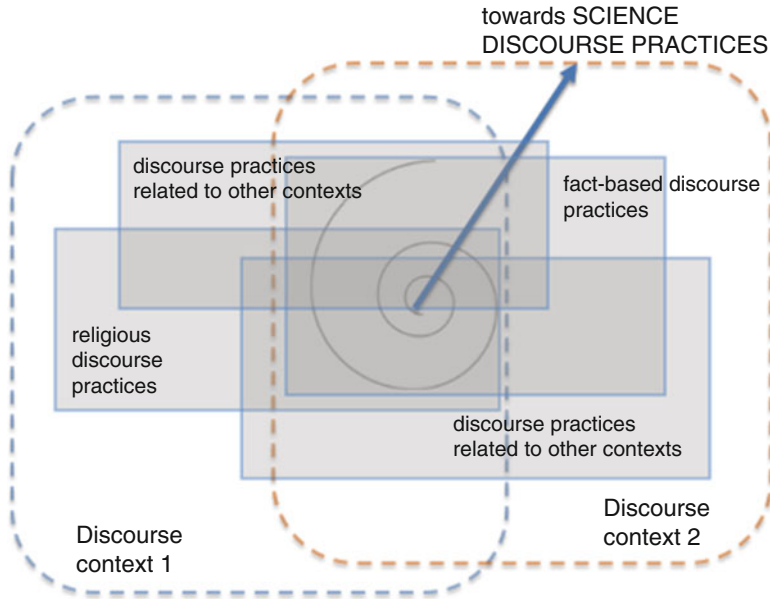 towards SCIENCE
DISCOURSE PRACTICES
discourse practices
related to other contexts
fact-based discourse
practices
religious
discourse
practices
discourse practices
related to other contexts
Discourse
context 1
Discourse
context 2